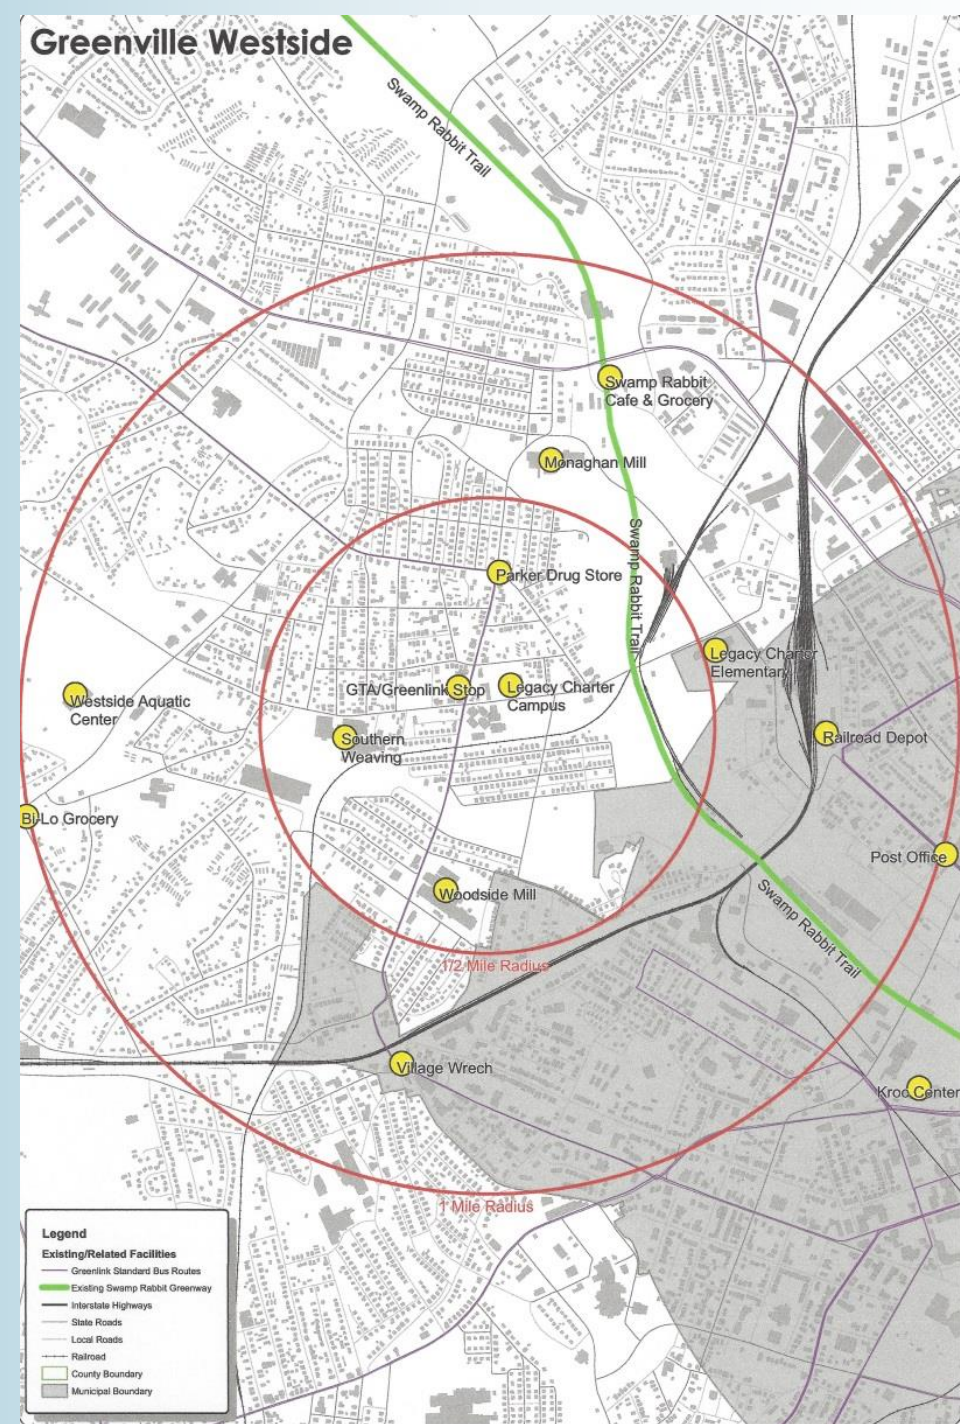 Greenville Westside
Swamp Rabbit Trail
Swamp Rabbit
Cafe & Grocery
Monaghan Mill
Swamp Rabbit Trail
Parker Drug Store
Legacy Charter
Elementary
GTA/Greenlink Stop
Legacy Charter
Campus
Westside Aquatic
Center
Southern
Weaving
Railroad Depot
Bi-Lo Grocery
Post Office
Woodside Mill
Swamp Rabbit Trail
1/2 Mile Radius
Village Wrech
Kroc Center
1 Mile Radius
Legend
Existing/Related Facilities
Greenlink Standard Bus Routes
Existing Swamp Rabbit Greenway
Interstate Highways
State Roads
Local Roads
Railroad
County Boundary
Municipal Boundary